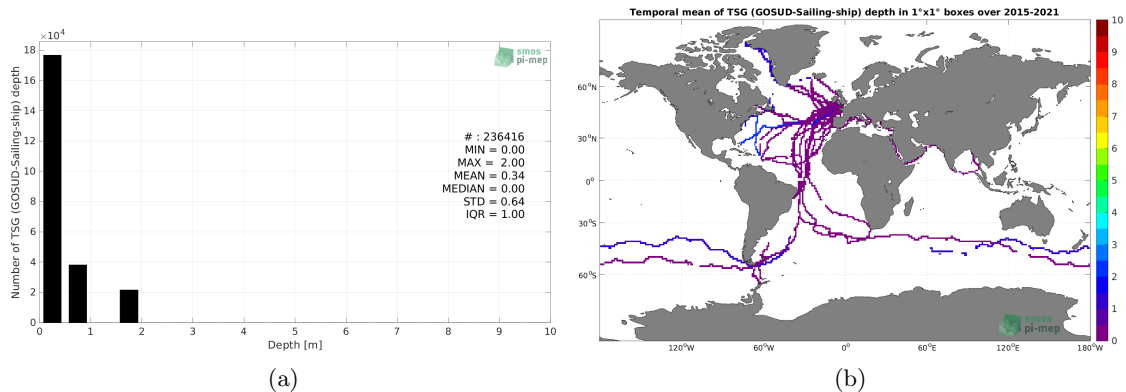 ×10⁴
18
16
14
12
10
8
6
4
2
0
Number of TSG (GOSUD-Sailing-ship) depth
smos
pi-mep
# : 236416
MIN = 0.00
MAX = 2.00
MEAN = 0.34
MEDIAN = 0.00
STD = 0.64
IQR = 1.00
0 1 2 3 4 5 6 7 8 9 10
Depth [m]
(a)
Temporal mean of TSG (GOSUD-Sailing-ship) depth in 1°x1° boxes over 2015-2021
60°N
30°N
0°
30°S
60°S
120°W 60°W 0° 60°E 120°E 180°W
smos
pi-mep
10
9
8
7
6
5
4
3
2
1
0
(b)